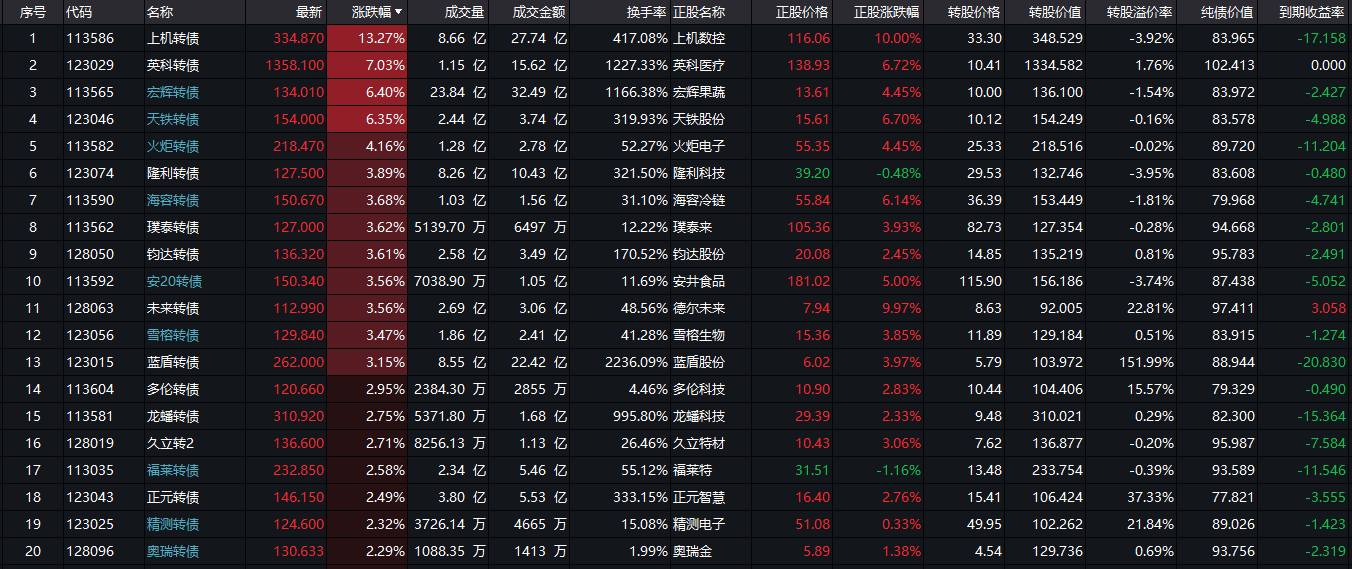 序号 代码 名称 最新 涨跌幅 成交量 成交金额 换手率 正股名称 正股价格 正股涨跌幅 转股价格 转股价值 转股溢价率 纯债价值 到期收益率
1 113586 上机转债 334.870 13.27% 8.66 亿 27.74 亿 417.08% 上机数控 116.06 10.00% 33.30 348.529 -3.92% 83.965 -17.158
2 123029 英科转债 1358.100 7.03% 1.15 亿 15.62 亿 1227.33% 英科医疗 138.93 6.72% 10.41 1334.582 1.76% 102.413 0.000
3 113565 宏辉转债 134.010 6.40% 23.84 亿 32.49 亿 1166.38% 宏辉果蔬 13.61 4.45% 10.00 136.100 -1.54% 83.972 -2.427
4 123046 天铁转债 154.000 6.35% 2.44 亿 3.74 亿 319.93% 天铁股份 15.61 6.70% 10.12 154.249 -0.16% 83.578 -4.988
5 113582 火炬转债 218.470 4.16% 1.28 亿 2.78 亿 52.27% 火炬电子 55.35 4.45% 25.33 218.516 -0.02% 89.720 -11.204
6 123074 隆利转债 127.500 3.89% 8.26 亿 10.43 亿 321.50% 隆利科技 39.20 -0.48% 29.53 132.746 -3.95% 83.608 -0.480
7 113590 海容转债 150.670 3.68% 1.03 亿 1.56 亿 31.10% 海容冷链 55.84 6.14% 36.39 153.449 -1.81% 79.968 -4.741
8 113562 璞泰转债 127.000 3.62% 5139.70 万 6497 万 12.22% 璞泰来 105.36 3.93% 82.73 127.354 -0.28% 94.668 -2.801
9 128050 钧达转债 136.320 3.61% 2.58 亿 3.49 亿 170.52% 钧达股份 20.08 2.45% 14.85 135.219 0.81% 95.783 -2.491
10 113592 安20转债 150.340 3.56% 7038.90 万 1.05 亿 11.69% 安井食品 181.02 5.00% 115.90 156.186 -3.74% 87.438 -5.052
11 128063 未来转债 112.990 3.56% 2.69 亿 3.06 亿 48.56% 德尔未来 7.94 9.97% 8.63 92.005 22.81% 97.411 3.058
12 123056 雪榕转债 129.840 3.47% 1.86 亿 2.41 亿 41.28% 雪榕生物 15.36 3.85% 11.89 129.184 0.51% 83.915 -1.274
13 123015 蓝盾转债 262.000 3.15% 8.55 亿 22.42 亿 2236.09% 蓝盾股份 6.02 3.97% 5.79 103.972 151.99% 88.944 -20.830
14 113604 多伦转债 120.660 2.95% 2384.30 万 2855 万 4.46% 多伦科技 10.90 2.83% 10.44 104.406 15.57% 79.329 -0.490
15 113581 龙蟠转债 310.920 2.75% 5371.80 万 1.68 亿 995.80% 龙蟠科技 29.39 2.33% 9.48 310.021 0.29% 82.300 -15.364
16 128019 久立转2 136.600 2.71% 8256.13 万 1.13 亿 26.46% 久立特材 10.43 3.06% 7.62 136.877 -0.20% 95.987 -7.584
17 113035 福莱转债 232.850 2.58% 2.34 亿 5.46 亿 55.12% 福莱特 31.51 -1.16% 13.48 233.754 -0.39% 93.589 -11.546
18 123043 正元转债 146.150 2.49% 3.80 亿 5.53 亿 333.15% 正元智慧 16.40 2.76% 15.41 106.424 37.33% 77.821 -3.555
19 123025 精测转债 124.600 2.32% 3726.14 万 4665 万 15.08% 精测电子 51.08 0.33% 49.95 102.262 21.84% 89.026 -1.423
20 128096 奥瑞转债 130.633 2.29% 1088.35 万 1413 万 1.99% 奥瑞金 5.89 1.38% 4.54 129.736 0.69% 93.756 -2.319